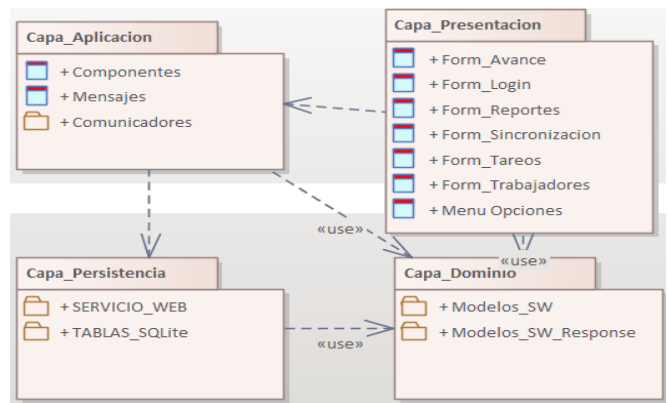 Capa_Aplicacion
+ Componentes
+ Mensajes
+ Comunicadores
Capa_Presentacion
+ Form_Avance
+ Form_Login
+ Form_Reportes
+ Form_Sincronizacion
+ Form_Tareos
+ Form_Trabajadores
+ Menu Opciones
«use»
«use»
Capa_Persistencia
+ SERVICIO_WEB
+ TABLAS_SQLite
«use»
Capa_Dominio
+ Modelos_SW
+ Modelos_SW_Response